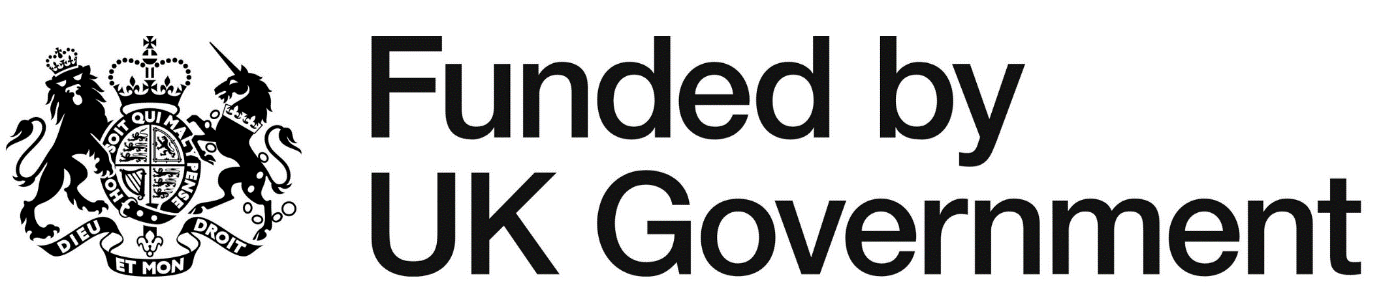 Funded by
UK Government
HONI SOIT QUI MAL Y PENSE
DIEU ET MON DROIT